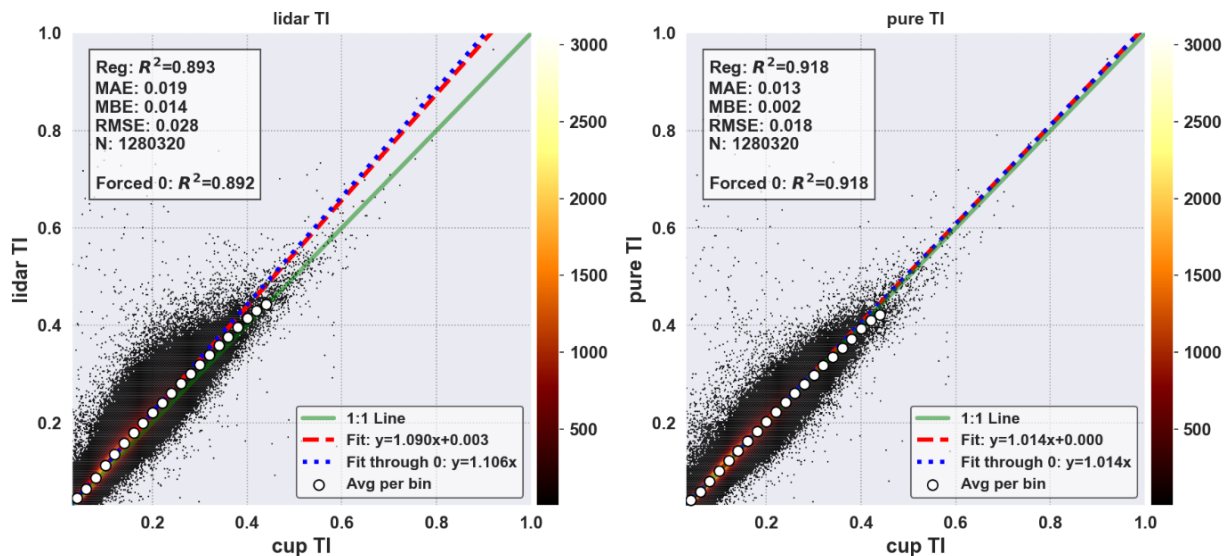 lidar TI
1.0
0.8
0.6
0.4
0.2
lidar TI
Reg: R²=0.893
MAE: 0.019
MBE: 0.014
RMSE: 0.028
N: 1280320
Forced 0: R²=0.892
1:1 Line
Fit: y=1.090x+0.003
Fit through 0: y=1.106x
Avg per bin
0.2 0.4 0.6 0.8 1.0
cup TI
3000
2500
2000
1500
1000
500
pure TI
1.0
0.8
0.6
0.4
0.2
pure TI
Reg: R²=0.918
MAE: 0.013
MBE: 0.002
RMSE: 0.018
N: 1280320
Forced 0: R²=0.918
1:1 Line
Fit: y=1.014x+0.000
Fit through 0: y=1.014x
Avg per bin
0.2 0.4 0.6 0.8 1.0
cup TI
3000
2500
2000
1500
1000
500